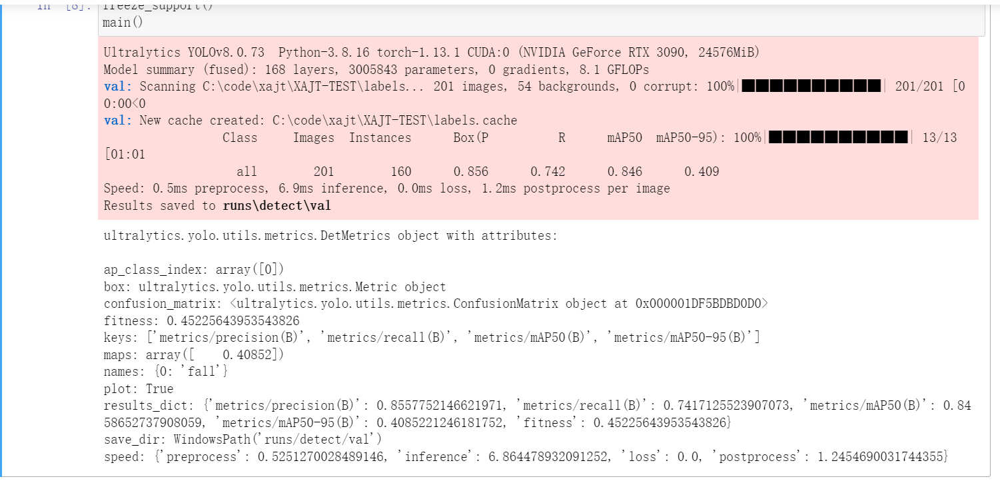 In [8]: freeze_support()
main()
Ultralytics YOLOv8.0.73  Python-3.8.16 torch-1.13.1 CUDA:0 (NVIDIA GeForce RTX 3090, 24576MiB)
Model summary (fused): 168 layers, 3005843 parameters, 0 gradients, 8.1 GFLOPs
val: Scanning C:\code\xajt\XAJT-TEST\labels... 201 images, 54 backgrounds, 0 corrupt: 100%|██████████| 201/201 [0
0:00<0
val: New cache created: C:\code\xajt\XAJT-TEST\labels.cache
Class     Images  Instances      Box(P          R      mAP50  mAP50-95): 100%|██████████| 13/13
[01:01
all        201        160      0.856      0.742      0.846      0.409
Speed: 0.5ms preprocess, 6.9ms inference, 0.0ms loss, 1.2ms postprocess per image
Results saved to runs\detect\val
ultralytics.yolo.utils.metrics.DetMetrics object with attributes:
ap_class_index: array([0])
box: ultralytics.yolo.utils.metrics.Metric object
confusion_matrix: <ultralytics.yolo.utils.metrics.ConfusionMatrix object at 0x000001DF5BDBD0D0>
fitness: 0.45225643953543826
keys: ['metrics/precision(B)', 'metrics/recall(B)', 'metrics/mAP50(B)', 'metrics/mAP50-95(B)']
maps: array([    0.40852])
names: {0: 'fall'}
plot: True
results_dict: {'metrics/precision(B)': 0.8557752146621971, 'metrics/recall(B)': 0.7417125523907073, 'metrics/mAP50(B)': 0.84
58652737908059, 'metrics/mAP50-95(B)': 0.4085221246181752, 'fitness': 0.45225643953543826}
save_dir: WindowsPath('runs/detect/val')
speed: {'preprocess': 0.5251270028489146, 'inference': 6.864478932091252, 'loss': 0.0, 'postprocess': 1.2454690031744355}